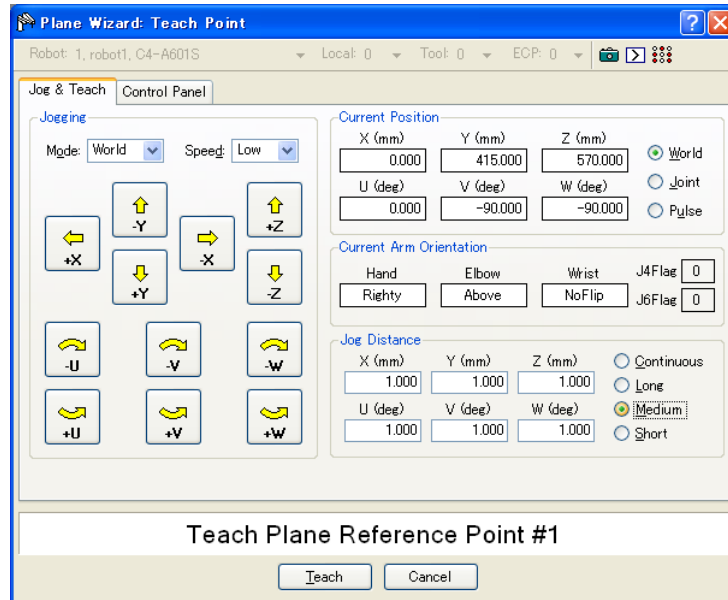 Plane Wizard: Teach Point
Robot: 1, robot1, C4-A601S Local: 0 Tool: 0 ECP: 0
Jog & Teach Control Panel
Jogging
Mode: World Speed: Low
-Y
+Z
+X
-X
+Y
-Z
-U -V -W
+U +V +W
Current Position
X (mm) Y (mm) Z (mm)
0.000 415.000 570.000
U (deg) V (deg) W (deg)
0.000 -90.000 -90.000
World
Joint
Pulse
Current Arm Orientation
Hand Elbow Wrist
Righty Above NoFlip
J4Flag 0
J6Flag 0
Jog Distance
X (mm) Y (mm) Z (mm)
1.000 1.000 1.000
U (deg) V (deg) W (deg)
1.000 1.000 1.000
Continuous
Long
Medium
Short
Teach Plane Reference Point #1
Teach Cancel